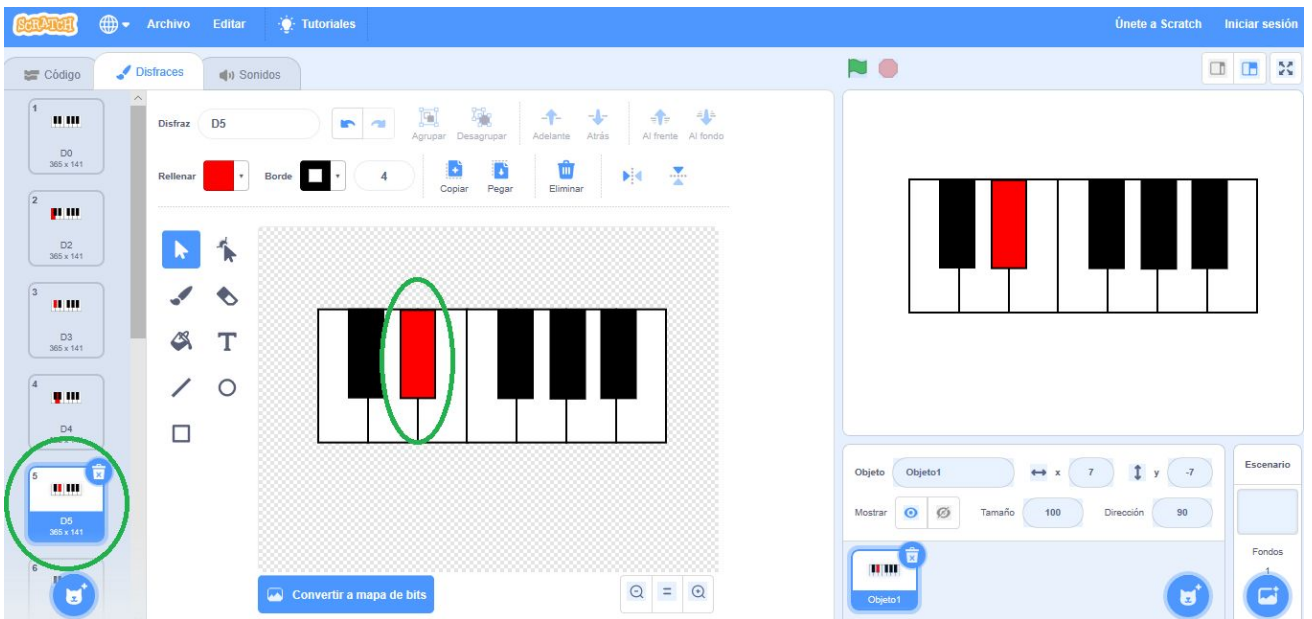 SCRATCH Archivo Editar Tutoriales Únete a Scratch Iniciar sesión
Código Disfraces Sonidos
Disfraz D5 Agrupar Desagrupar Adelante Atrás Al frente Al fondo
Rellenar Borde 4 Copiar Pegar Eliminar
1
D0
365 x 141
2
D2
365 x 141
3
D3
365 x 141
4
D4
5
D5
365 x 141
6
T
Convertir a mapa de bits
Objeto Objeto1 x 7 y -7
Mostrar Tamaño 100 Dirección 90
Objeto1
Escenario
Fondos
1